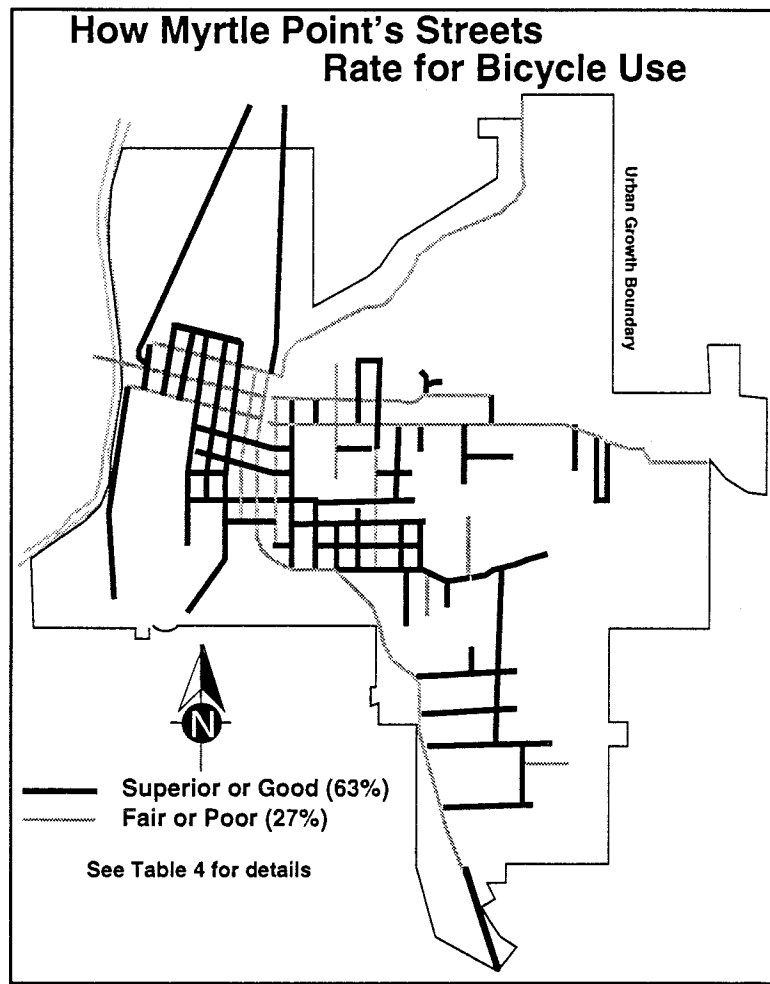 How Myrtle Point's Streets
Rate for Bicycle Use
Urban Growth Boundary
N
Superior or Good (63%)
Fair or Poor (27%)
See Table 4 for details